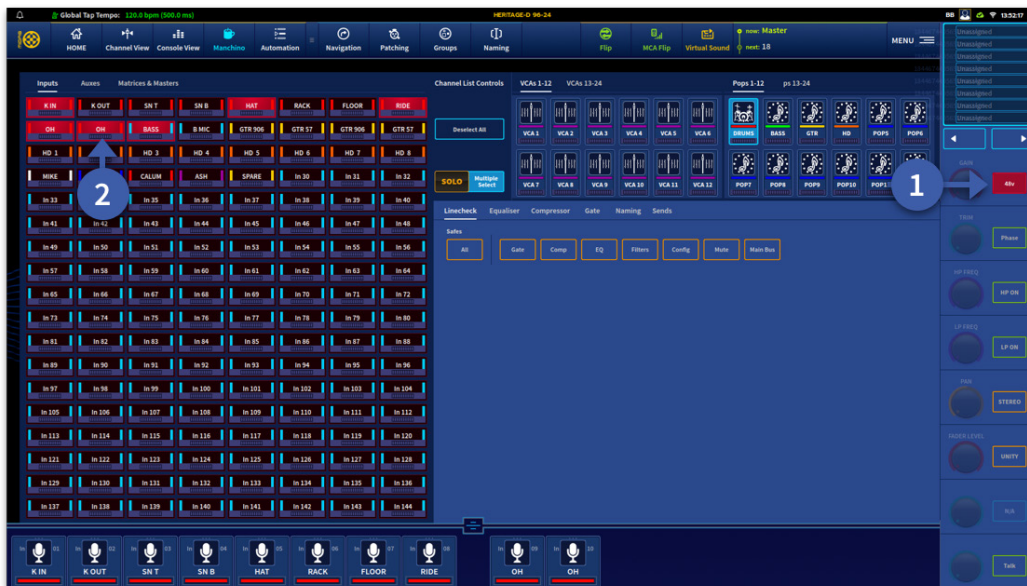 Global Tap Tempo: 120.0 bpm (500.0 ms)
HERITAGE-D 96-24
BB
13:52:17
HOME
Channel View
Console View
Manchino
Automation
Navigation
Patching
Groups
Naming
Flip
MCA Flip
Virtual Sound
now: Master
next: 18
MENU
Unassigned
Unassigned
Unassigned
Unassigned
Unassigned
Unassigned
Unassigned
Inputs Auxes Matrices & Masters
Channel List Controls
VCAs 1-12 VCAs 13-24
Pops 1-12 ps 13-24
K IN K OUT SN T SN B HAT RACK FLOOR RIDE
OH OH BASS B MIC GTR 906 GTR 57 GTR 906 GTR 57
HD 1 HD 3 HD 4 HD 5 HD 6 HD 7 HD 8
MIKE CALUM ASH SPARE In 30 In 31 In 32
In 33 In 35 In 36 In 37 In 38 In 39 In 40
In 41 In 42 In 43 In 44 In 45 In 46 In 47 In 48
In 49 In 50 In 51 In 52 In 53 In 54 In 55 In 56
In 57 In 58 In 59 In 60 In 61 In 62 In 63 In 64
In 65 In 66 In 67 In 68 In 69 In 70 In 71 In 72
In 73 In 74 In 75 In 76 In 77 In 78 In 79 In 80
In 81 In 82 In 83 In 84 In 85 In 86 In 87 In 88
In 89 In 90 In 91 In 92 In 93 In 94 In 95 In 96
In 97 In 98 In 99 In 100 In 101 In 102 In 103 In 104
In 105 In 106 In 107 In 108 In 109 In 110 In 111 In 112
In 113 In 114 In 115 In 116 In 117 In 118 In 119 In 120
In 121 In 122 In 123 In 124 In 125 In 126 In 127 In 128
In 129 In 130 In 131 In 132 In 133 In 134 In 135 In 136
In 137 In 138 In 139 In 140 In 141 In 142 In 143 In 144
2
Deselect All
SOLO
Multiple
Select
VCA 1 VCA 2 VCA 3 VCA 4 VCA 5 VCA 6
VCA 7 VCA 8 VCA 9 VCA 10 VCA 11 VCA 12
DRUMS BASS GTR HD POP5 POP6
POP7 POP8 POP9 POP10
1
Linecheck Equaliser Compressor Gate Naming Sends
Safes
All Gate Comp EQ Filters Config Mute Main Bus
GAIN
48v
TRIM
Phase
HP FREQ
HP ON
LP FREQ
LP ON
PAN
STEREO
FADER LEVEL
UNITY
N/A
Talk
In 01 In 02 In 03 In 04 In 05 In 06 In 07 In 08 In 09 In 10
K IN K OUT SN T SN B HAT RACK FLOOR RIDE OH OH